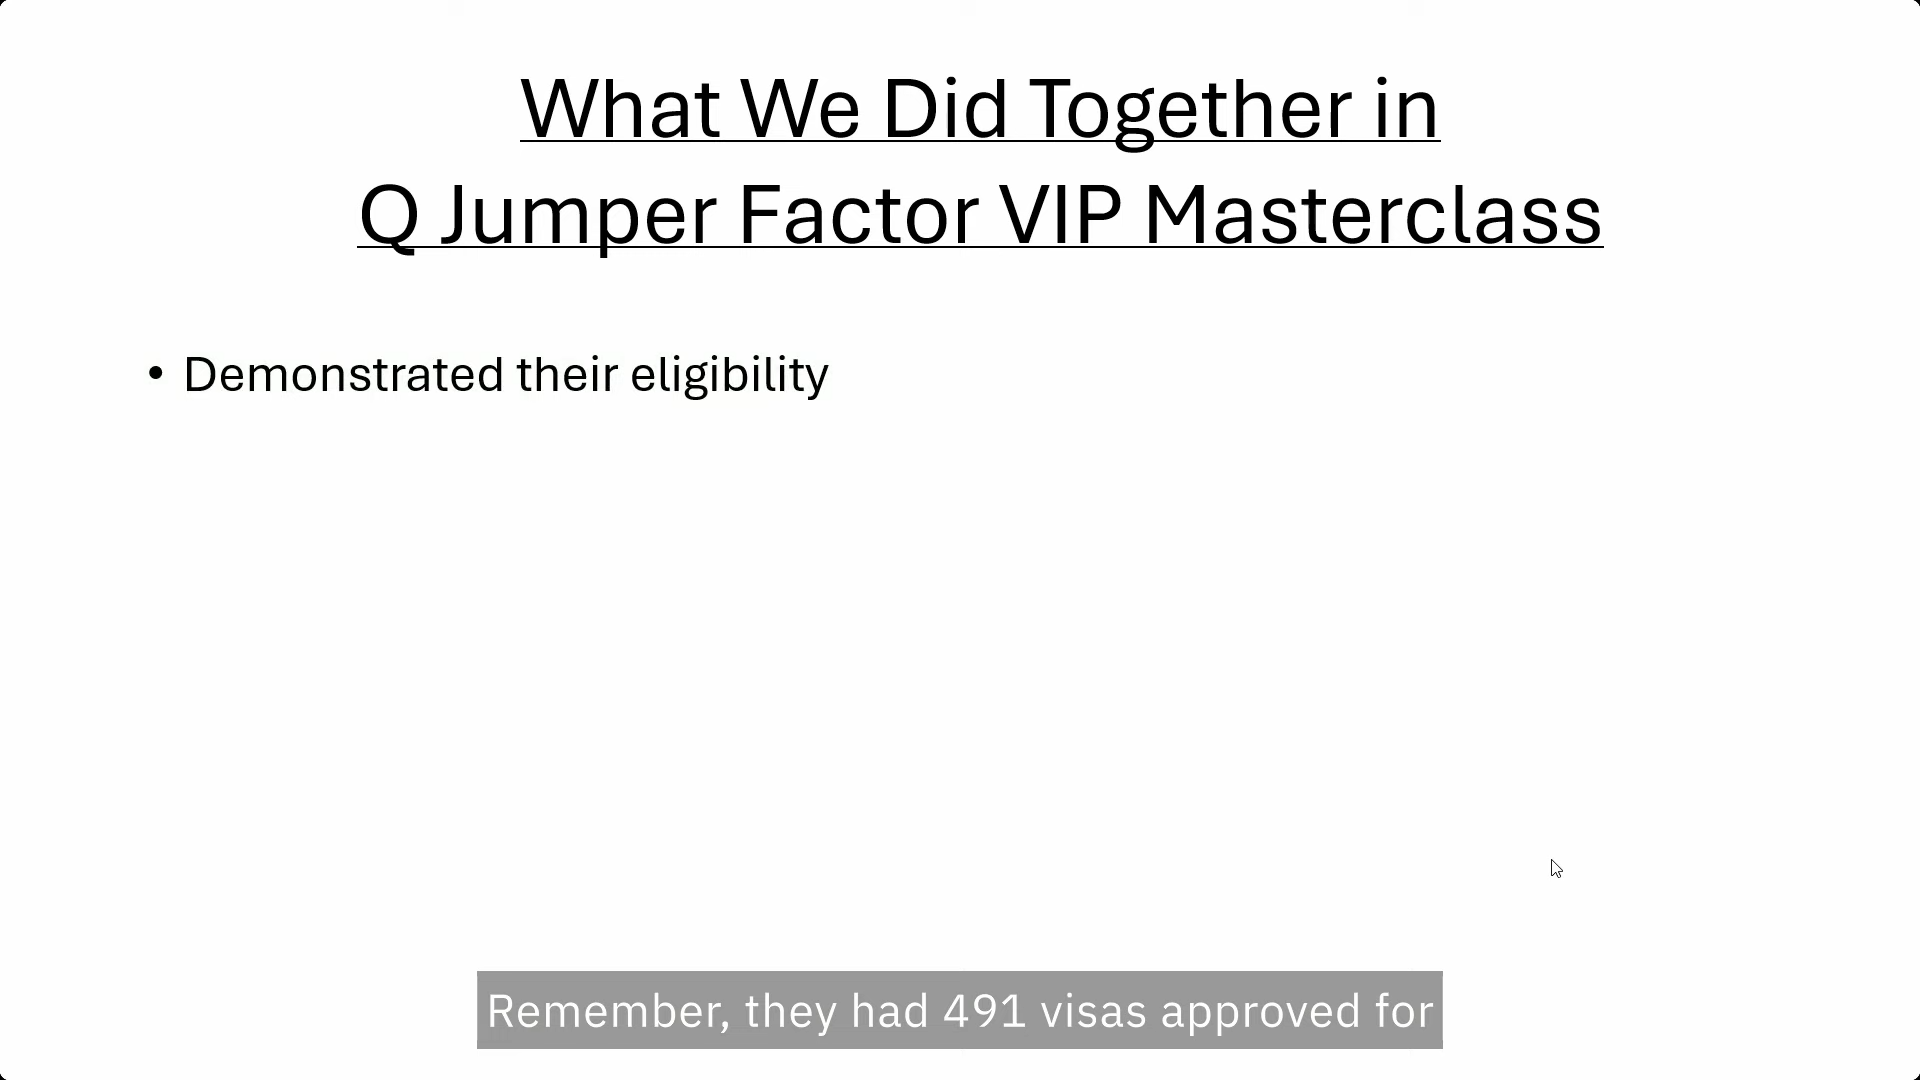 What We Did Together in
Q Jumper Factor VIP Masterclass
• Demonstrated their eligibility
Remember, they had 491 visas approved for